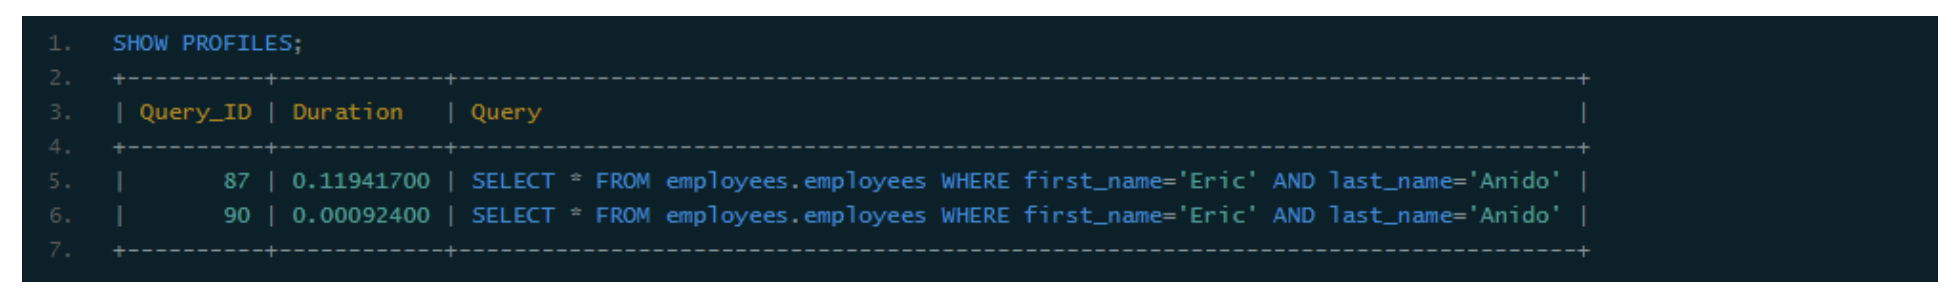 1. SHOW PROFILES;
2. +----------+------------+---------------------------------------------------------------------------------+
3. | Query_ID | Duration   | Query                                                                           |
4. +----------+------------+---------------------------------------------------------------------------------+
5. |       87 | 0.11941700 | SELECT * FROM employees.employees WHERE first_name='Eric' AND last_name='Anido' |
6. |       90 | 0.00092400 | SELECT * FROM employees.employees WHERE first_name='Eric' AND last_name='Anido' |
7. +----------+------------+---------------------------------------------------------------------------------+